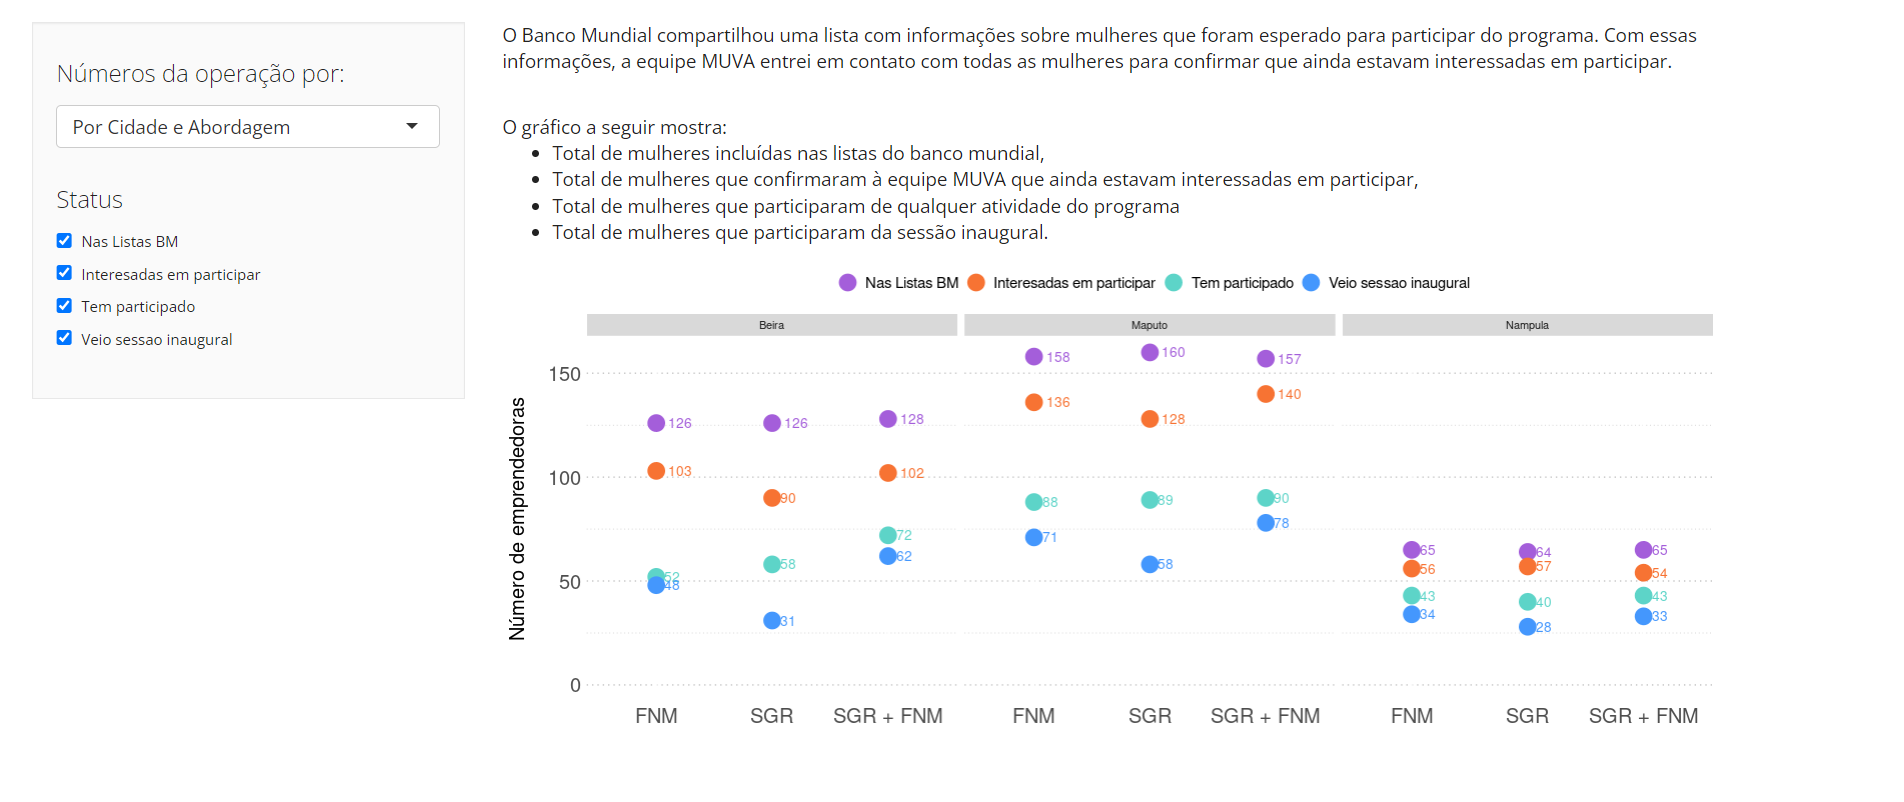 Números da operação por:
Por Cidade e Abordagem
Status
Nas Listas BM
Interesadas em participar
Tem participado
Veio sessao inaugural
O Banco Mundial compartilhou uma lista com informações sobre mulheres que foram esperado para participar do programa. Com essas
informações, a equipe MUVA entrei em contato com todas as mulheres para confirmar que ainda estavam interessadas em participar.
O gráfico a seguir mostra:
Total de mulheres incluídas nas listas do banco mundial,
Total de mulheres que confirmaram à equipe MUVA que ainda estavam interessadas em participar,
Total de mulheres que participaram de qualquer atividade do programa
Total de mulheres que participaram da sessão inaugural.
Nas Listas BM Interesadas em participar Tem participado Veio sessao inaugural
Beira Maputo Nampula
Número de emprendedoras
150
100
50
0
126 126 128
103 90 102
52 58 72
48 31 62
158 160 157
136 128 140
88 89 90
71 58 78
65 64 65
56 57 54
43 40 43
34 28 33
FNM SGR SGR + FNM FNM SGR SGR + FNM FNM SGR SGR + FNM